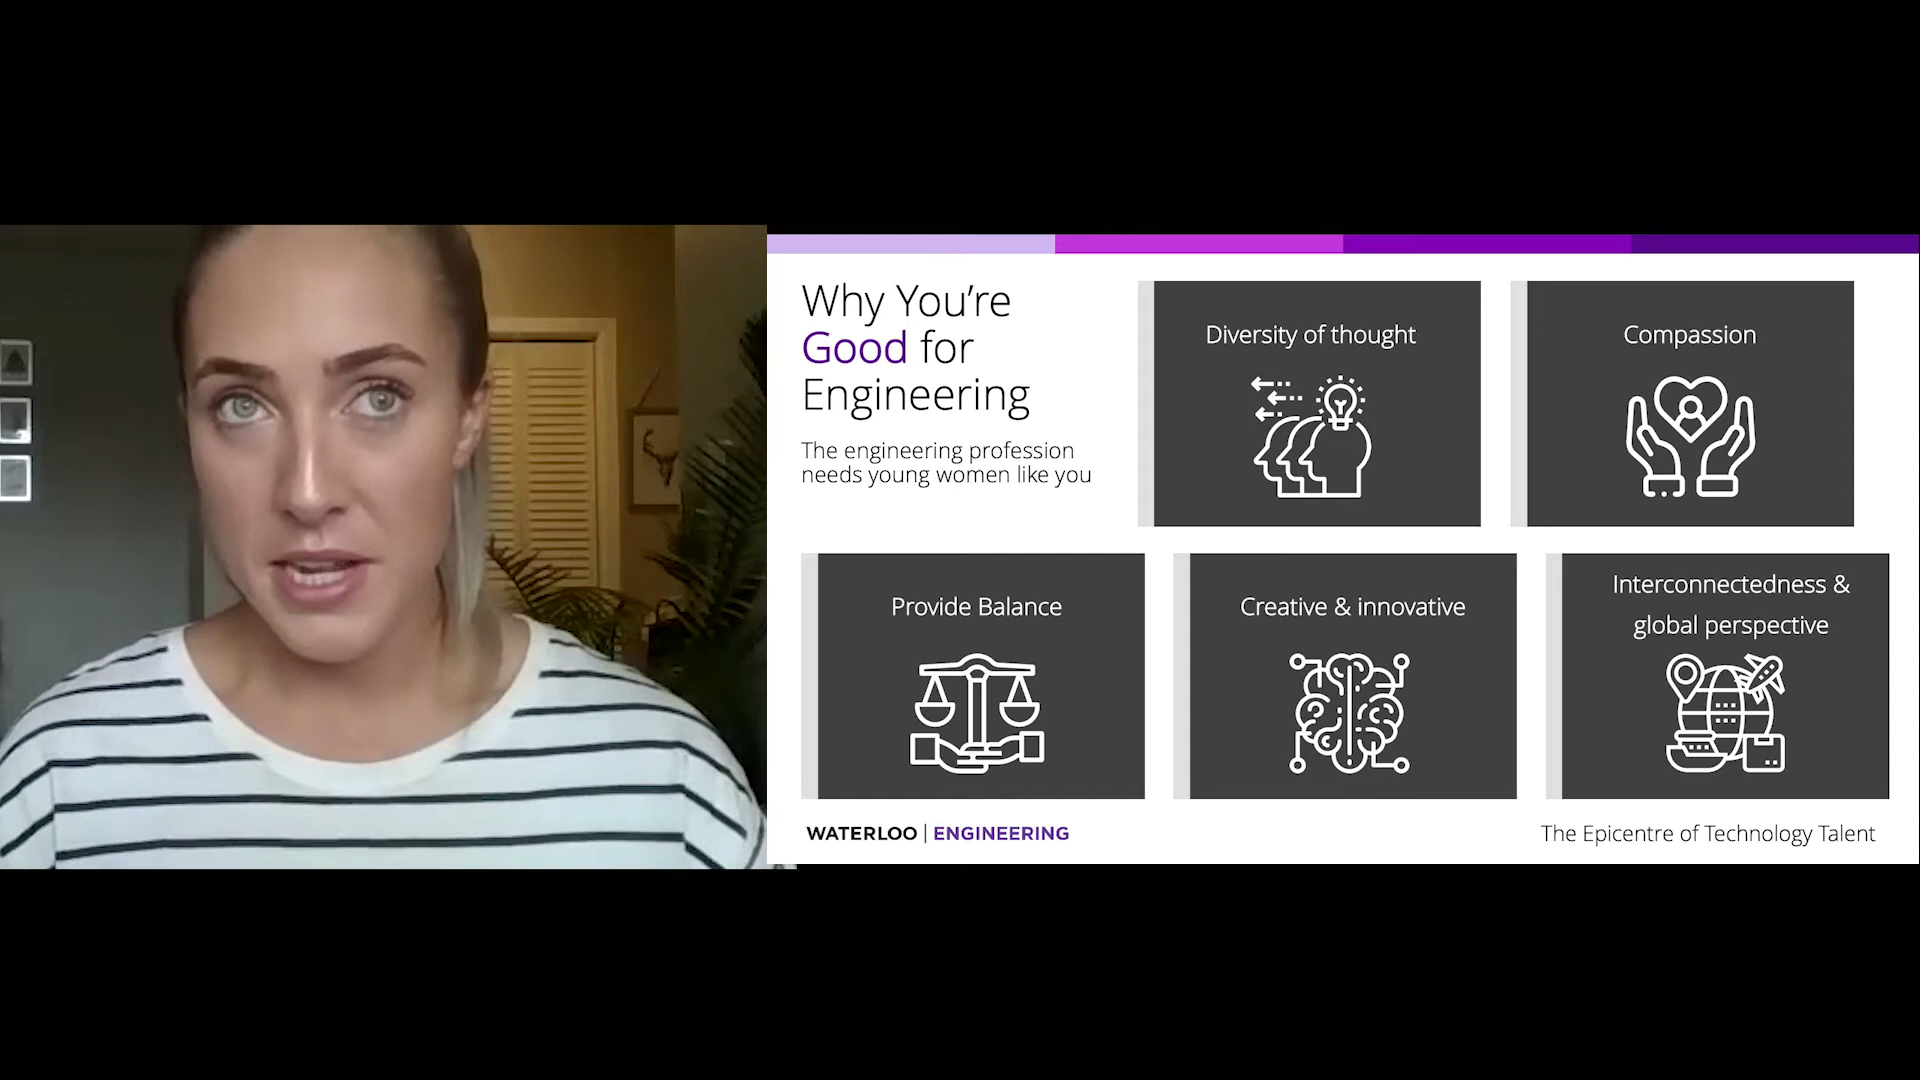 Why You're
Good for
Engineering
The engineering profession
needs young women like you
Diversity of thought
Compassion
Provide Balance
Creative & innovative
Interconnectedness &
global perspective
WATERLOO | ENGINEERING
The Epicentre of Technology Talent